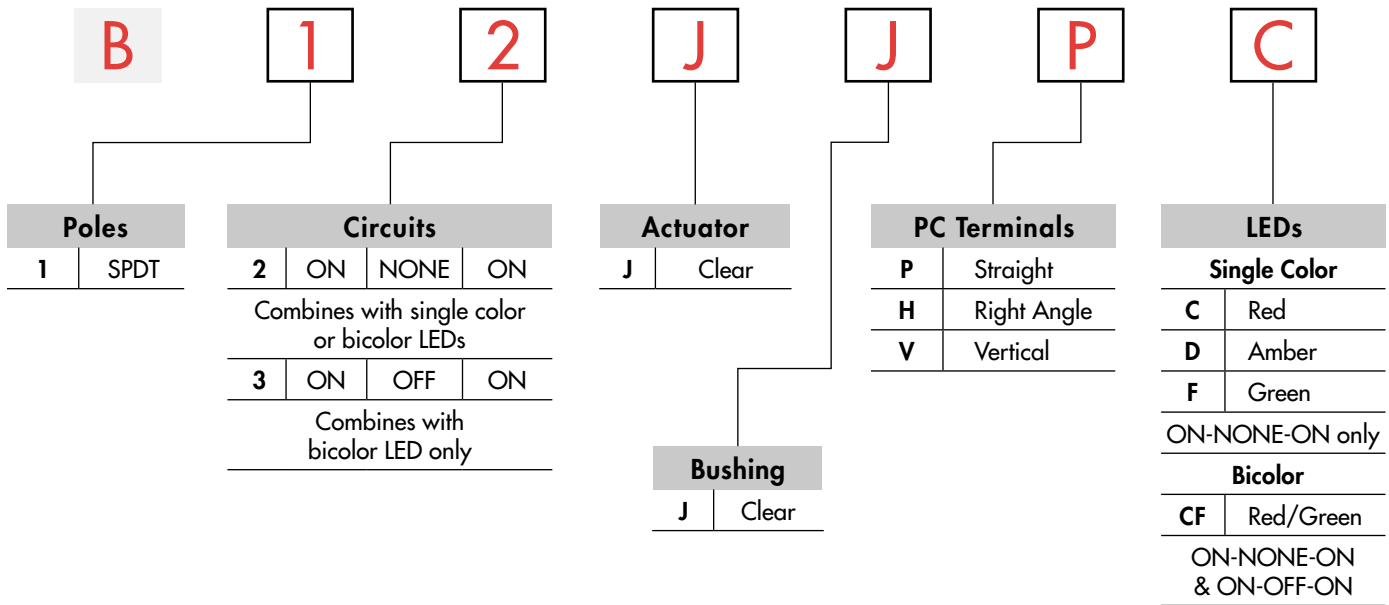 B 1 2 J J P C
Poles
1 SPDT
Circuits
2 ON NONE ON
Combines with single color
or bicolor LEDs
3 ON OFF ON
Combines with
bicolor LED only
Actuator
J Clear
Bushing
J Clear
PC Terminals
P Straight
H Right Angle
V Vertical
LEDs
Single Color
C Red
D Amber
F Green
ON-NONE-ON only
Bicolor
CF Red/Green
ON-NONE-ON
& ON-OFF-ON